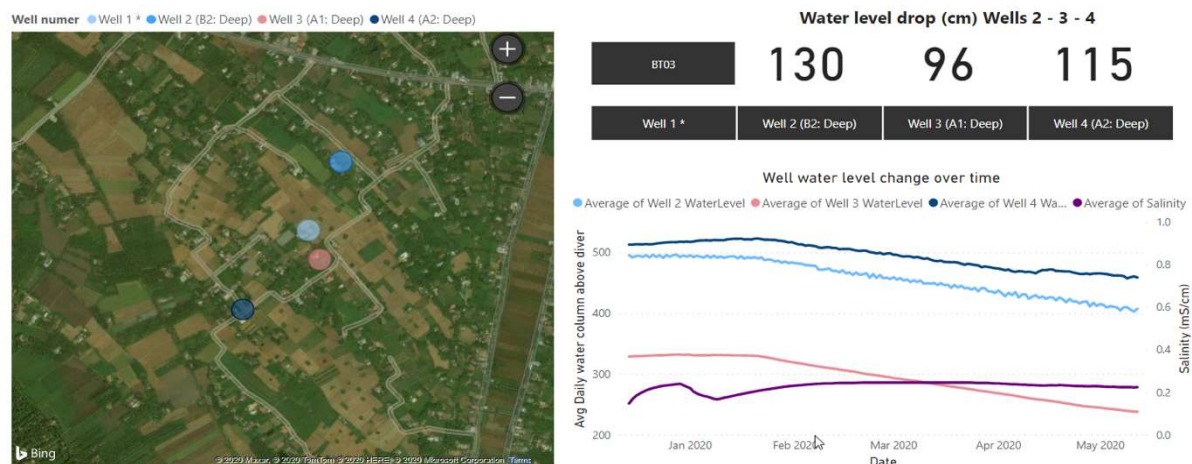 Well numer Well 1 * Well 2 (B2: Deep) Well 3 (A1: Deep) Well 4 (A2: Deep)
+
−
Bing
© 2020 Maxar, © 2020 TomTom © 2020 HERE, © 2020 Microsoft Corporation Terms
Water level drop (cm) Wells 2 - 3 - 4
BT03 130 96 115
Well 1 * Well 2 (B2: Deep) Well 3 (A1: Deep) Well 4 (A2: Deep)
Well water level change over time
Average of Well 2 WaterLevel Average of Well 3 WaterLevel Average of Well 4 Wa... Average of Salinity
Avg Daily water column above diver
500
400
300
200
1.0
0.8
0.6
0.4
0.2
0.0
Salinity (mS/cm)
Jan 2020 Feb 2020 Mar 2020 Apr 2020 May 2020
Date